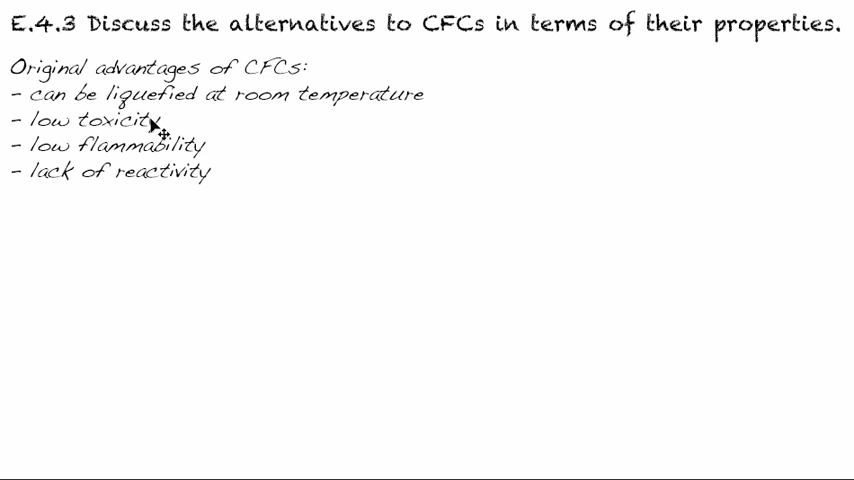 E.4.3 Discuss the alternatives to CFCs in terms of their properties.
Original advantages of CFCs:
- can be liquefied at room temperature
- low toxicity
- low flammability
- lack of reactivity